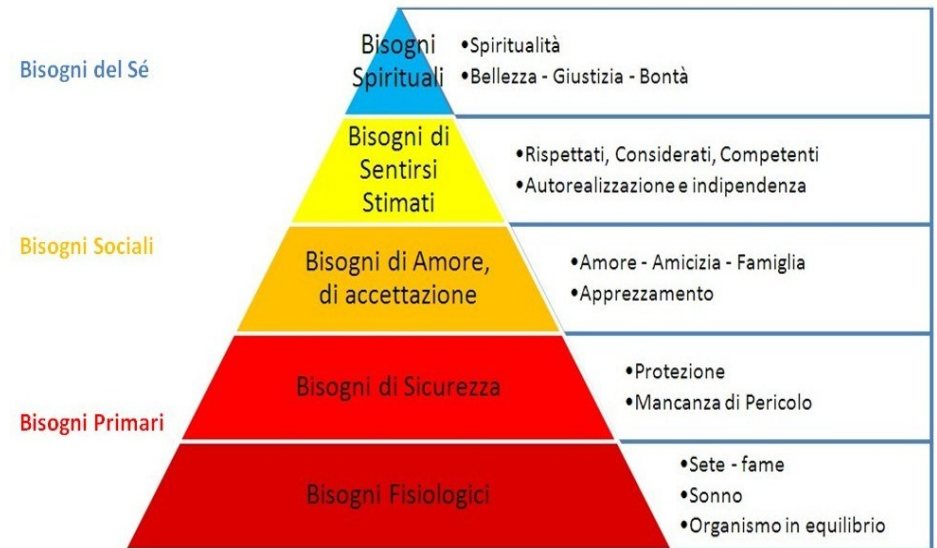 Bisogni del Sé
Bisogni
Spirituali
•Spiritualità
•Bellezza - Giustizia - Bontà
Bisogni di
Sentirsi
Stimati
•Rispettati, Considerati, Competenti
•Autorealizzazione e indipendenza
Bisogni Sociali
Bisogni di Amore,
di accettazione
•Amore - Amicizia - Famiglia
•Apprezzamento
Bisogni Primari
Bisogni di Sicurezza
•Protezione
•Mancanza di Pericolo
Bisogni Fisiologici
•Sete - fame
•Sonno
•Organismo in equilibrio